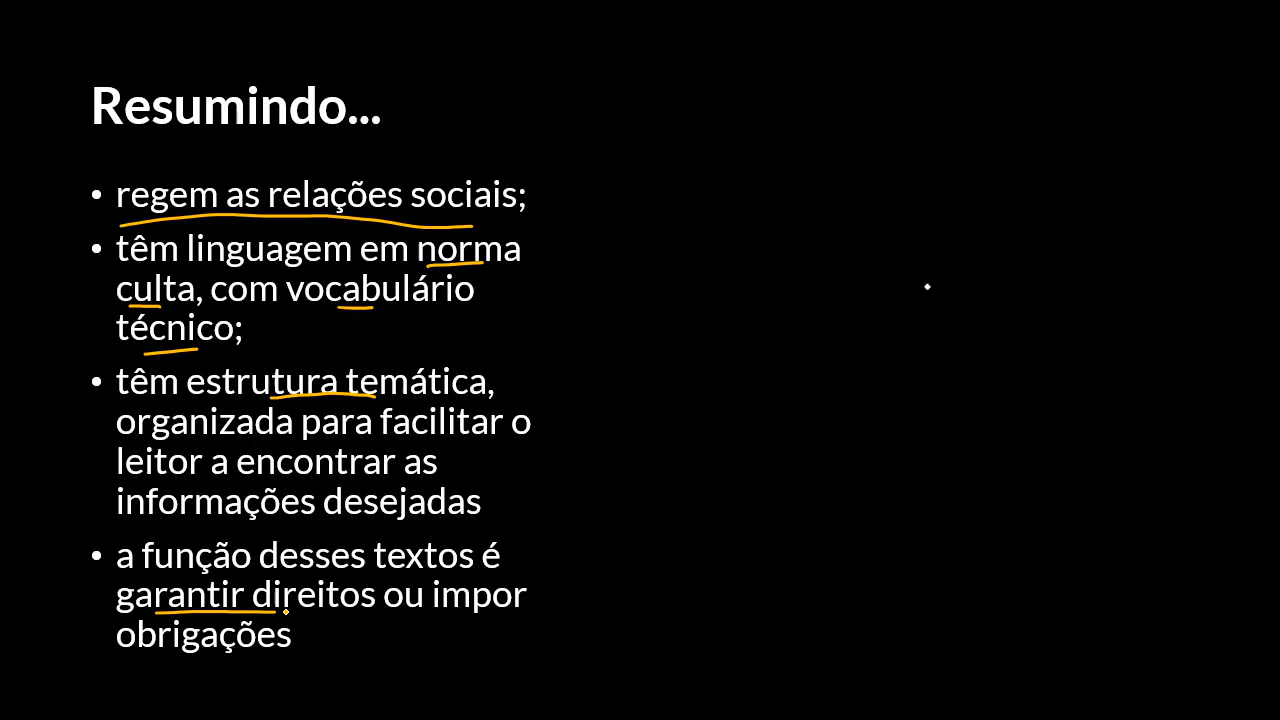 Resumindo...
• regem as relações sociais;
• têm linguagem em norma
culta, com vocabulário
técnico;
• têm estrutura temática,
organizada para facilitar o
leitor a encontrar as
informações desejadas
• a função desses textos é
garantir direitos ou impor
obrigações